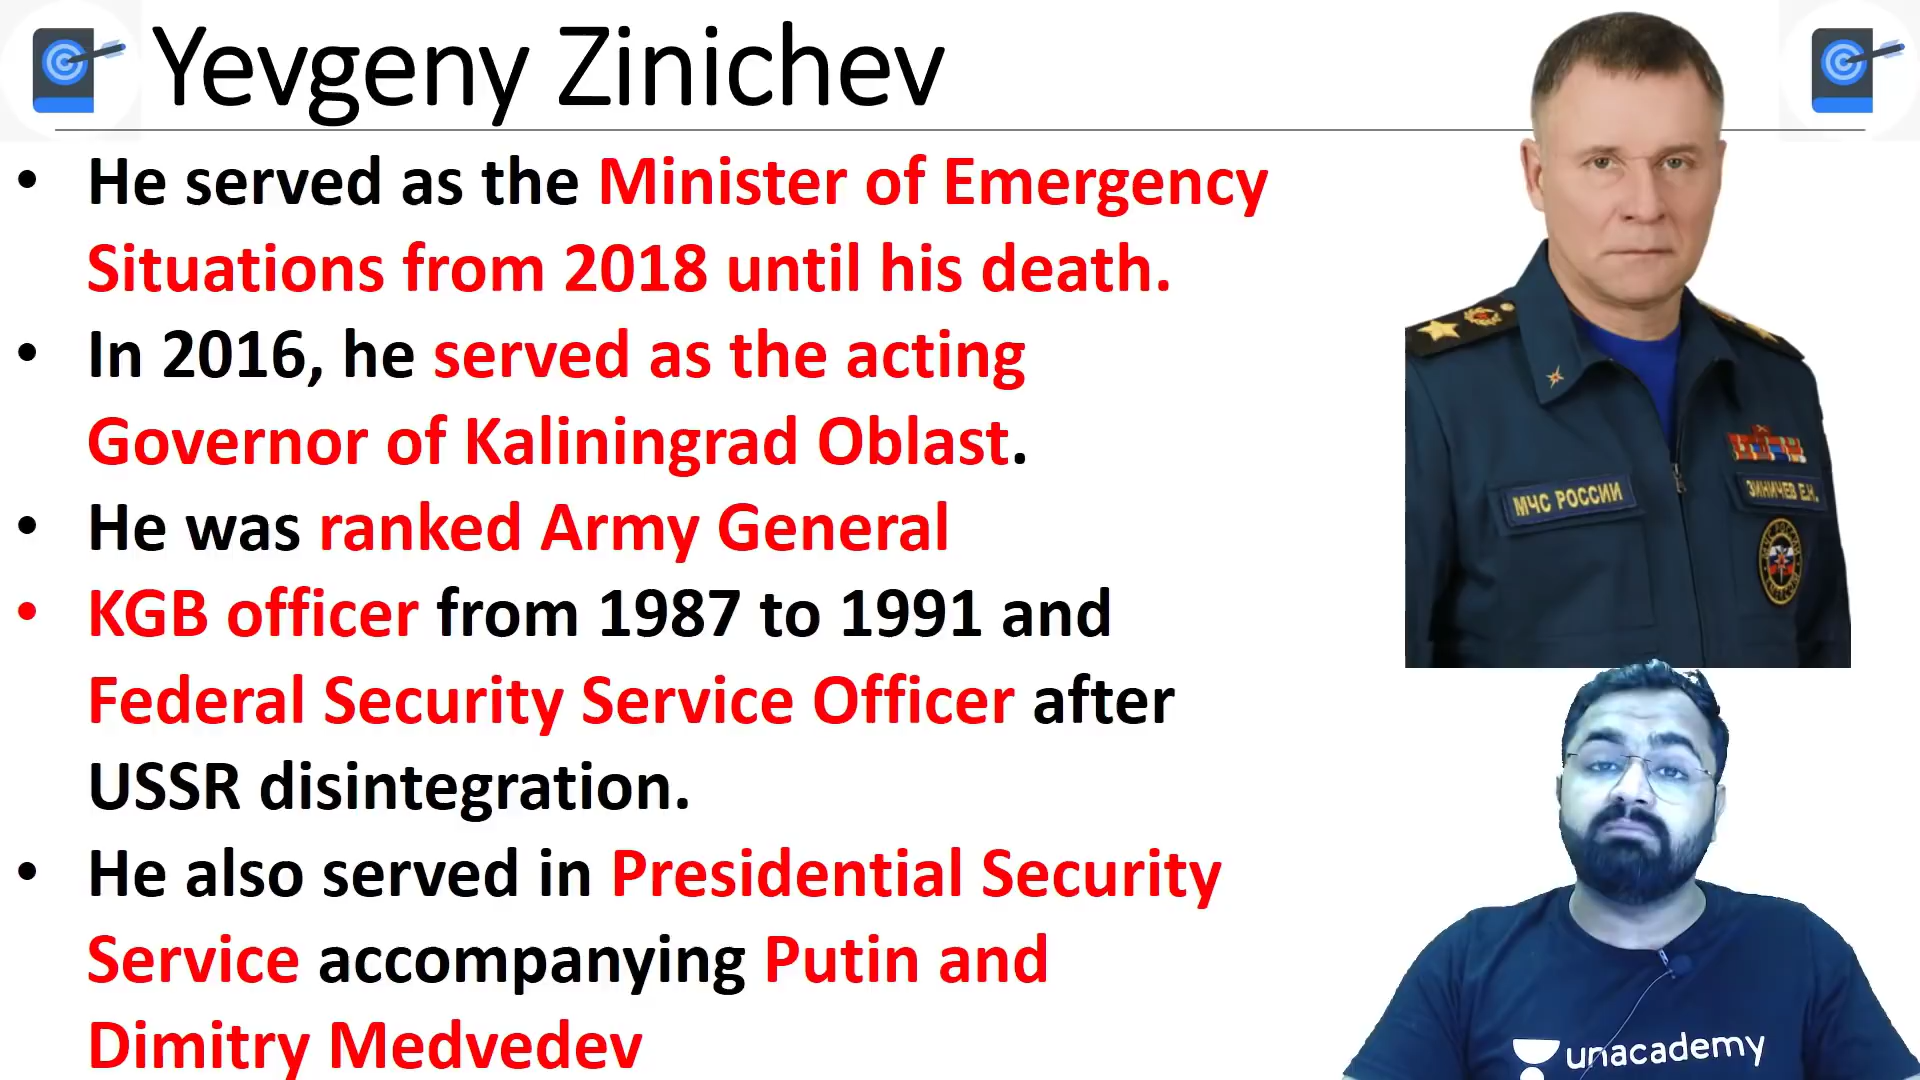 Yevgeny Zinichev
• He served as the Minister of Emergency
Situations from 2018 until his death.
• In 2016, he served as the acting
Governor of Kaliningrad Oblast.
• He was ranked Army General
• KGB officer from 1987 to 1991 and
Federal Security Service Officer after
USSR disintegration.
• He also served in Presidential Security
Service accompanying Putin and
Dimitry Medvedev
МЧС РОССИИ
ЗИНИЧЕВ Е.Н.
unacademy